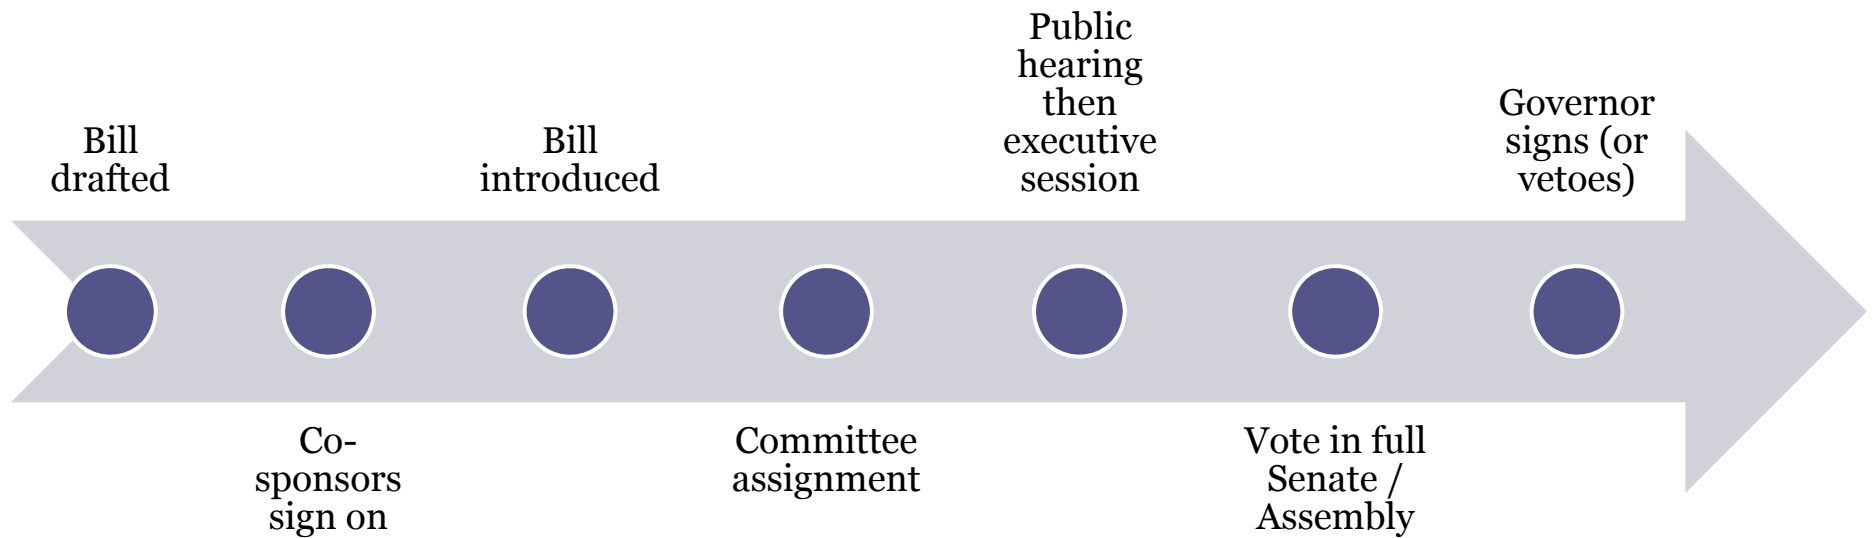 Bill
drafted
Co-
sponsors
sign on
Bill
introduced
Committee
assignment
Public
hearing
then
executive
session
Vote in full
Senate /
Assembly
Governor
signs (or
vetoes)